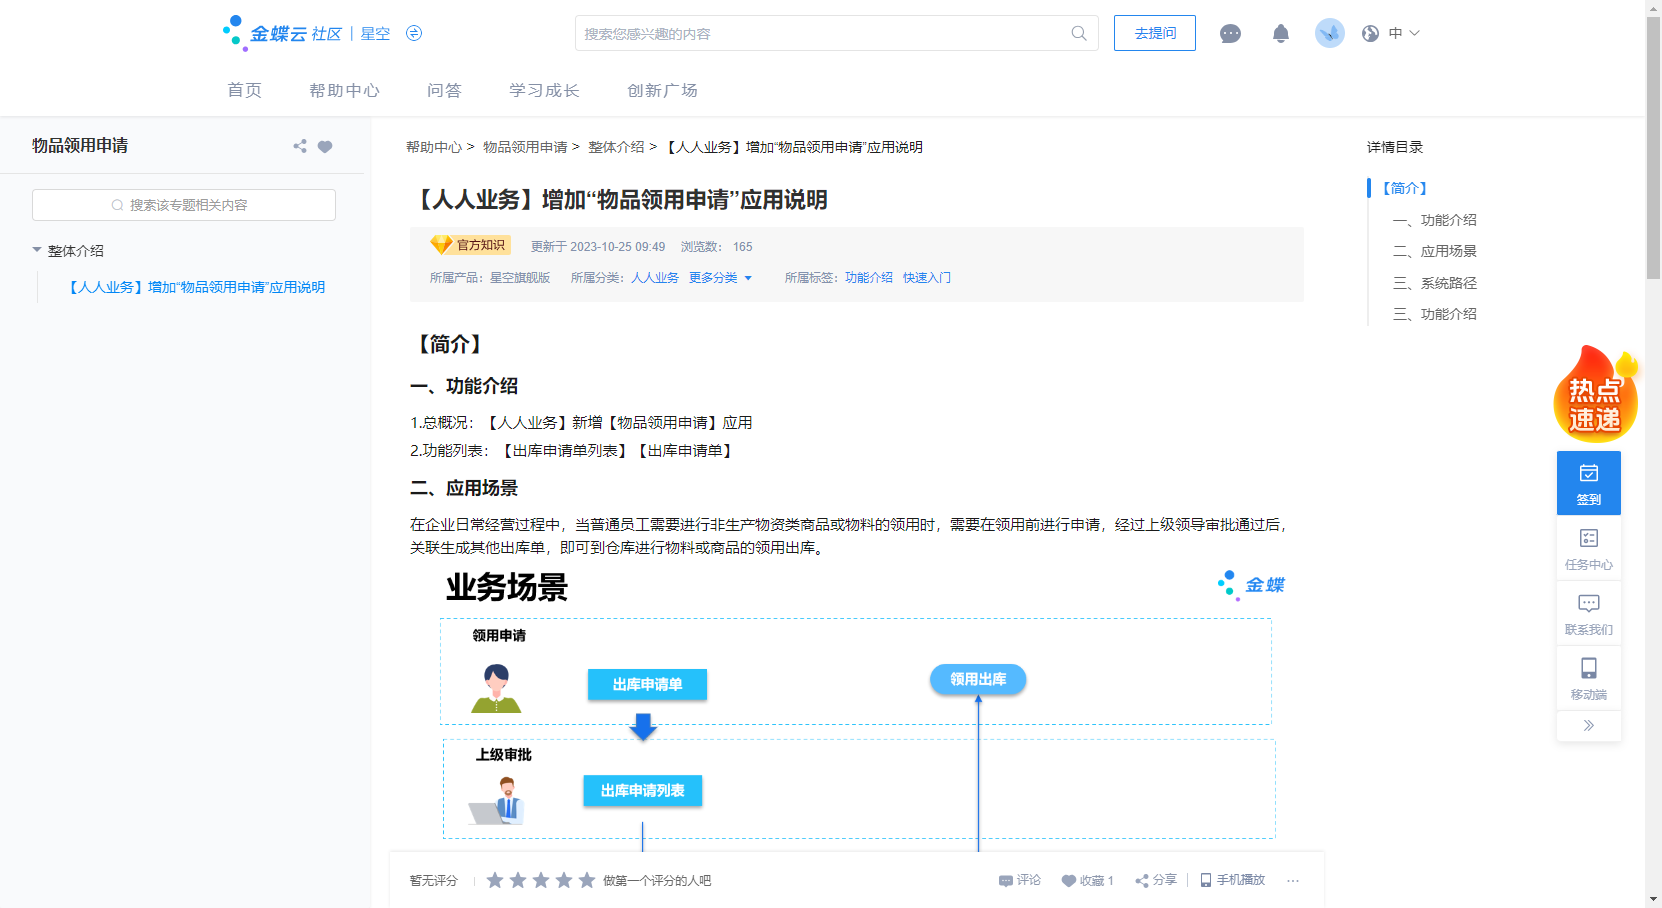 金蝶云 社区 | 星空
搜索您感兴趣的内容
去提问
中
首页 帮助中心 问答 学习成长 创新广场
物品领用申请
搜索该专题相关内容
整体介绍
【人人业务】增加“物品领用申请”应用说明
帮助中心 > 物品领用申请 > 整体介绍 > 【人人业务】增加“物品领用申请”应用说明
【人人业务】增加“物品领用申请”应用说明
官方知识 更新于 2023-10-25 09:49 浏览数： 165
所属产品：星空旗舰版 所属分类：人人业务 更多分类 所属标签：功能介绍 快速入门
【简介】
一、功能介绍
1.总概况：【人人业务】新增【物品领用申请】应用
2.功能列表：【出库申请单列表】【出库申请单】
二、应用场景
在企业日常经营过程中，当普通员工需要进行非生产物资类商品或物料的领用时，需要在领用前进行申请，经过上级领导审批通过后，
关联生成其他出库单，即可到仓库进行物料或商品的领用出库。
业务场景
金蝶
领用申请
出库申请单
领用出库
上级审批
出库申请列表
暂无评分
做第一个评分的人吧
评论 收藏 1 分享 手机播放 ···
详情目录
【简介】
一、功能介绍
二、应用场景
三、系统路径
三、功能介绍
热点
速递
签到
任务中心
联系我们
移动端